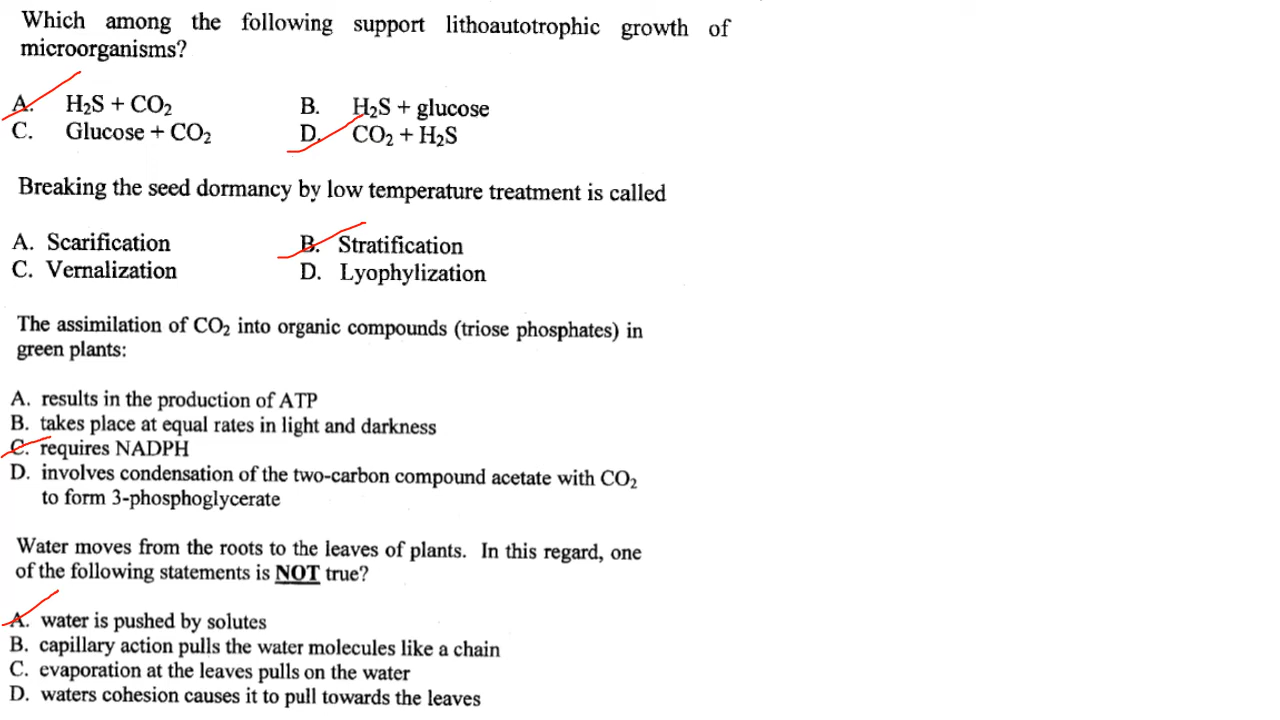 Which among the following support lithoautotrophic growth of
microorganisms?
A. H₂S + CO₂ B. H₂S + glucose
C. Glucose + CO₂ D. CO₂ + H₂S
Breaking the seed dormancy by low temperature treatment is called
A. Scarification B. Stratification
C. Vernalization D. Lyophylization
The assimilation of CO₂ into organic compounds (triose phosphates) in
green plants:
A. results in the production of ATP
B. takes place at equal rates in light and darkness
C. requires NADPH
D. involves condensation of the two-carbon compound acetate with CO₂
to form 3-phosphoglycerate
Water moves from the roots to the leaves of plants. In this regard, one
of the following statements is NOT true?
A. water is pushed by solutes
B. capillary action pulls the water molecules like a chain
C. evaporation at the leaves pulls on the water
D. waters cohesion causes it to pull towards the leaves